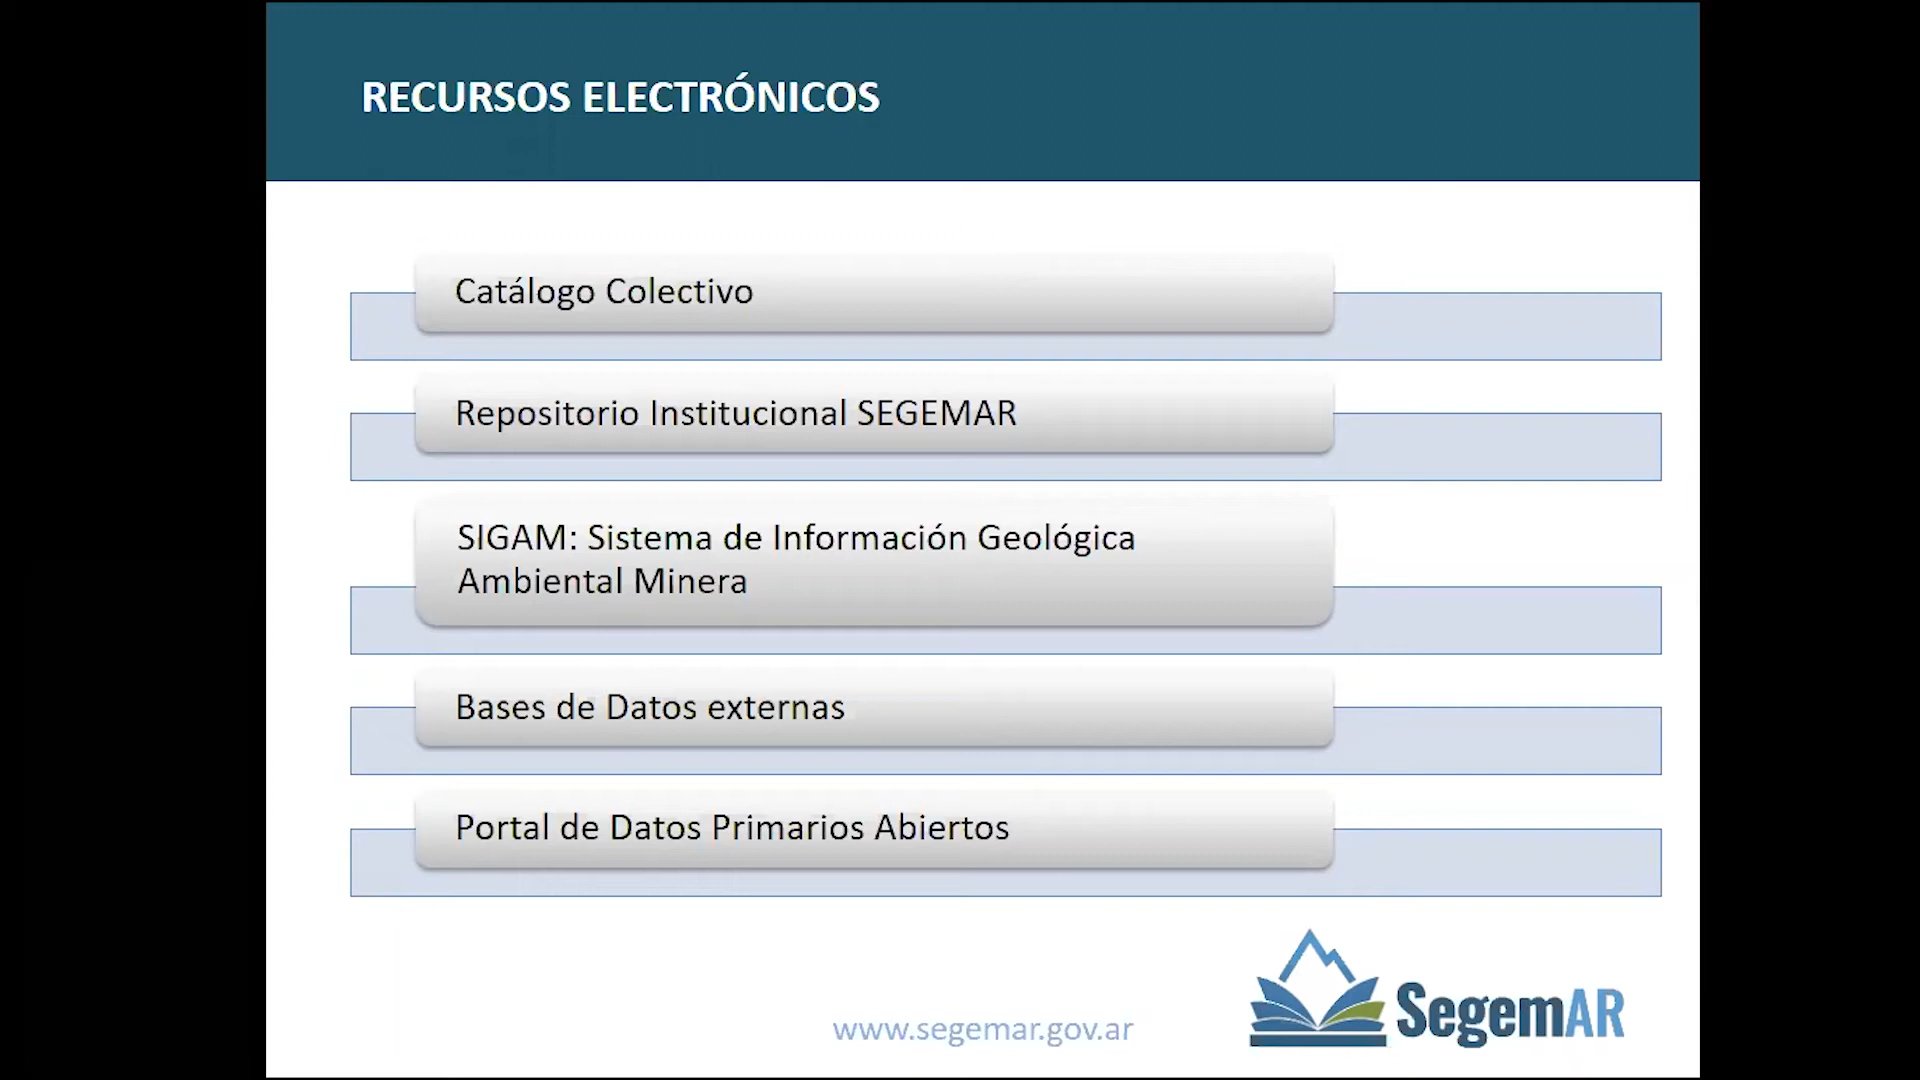 RECURSOS ELECTRÓNICOS
Catálogo Colectivo
Repositorio Institucional SEGEMAR
SIGAM: Sistema de Información Geológica
Ambiental Minera
Bases de Datos externas
Portal de Datos Primarios Abiertos
www.segemar.gov.ar
SegemAR